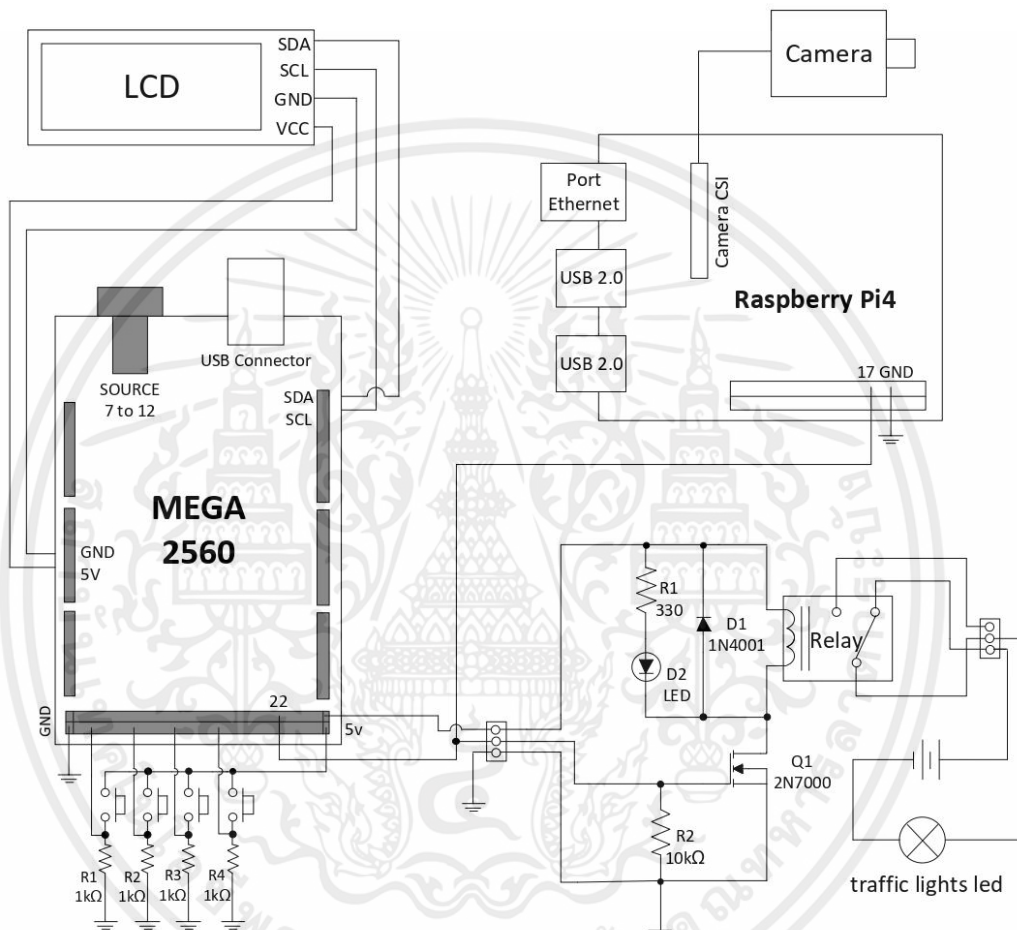 LCD
SDA
SCL
GND
VCC
Camera
Port
Ethernet
USB 2.0
USB 2.0
Camera CSI
Raspberry Pi4
17 GND
USB Connector
SOURCE
7 to 12
SDA
SCL
MEGA
2560
GND
5V
22
GND
5v
R1
1kΩ
R2
1kΩ
R3
1kΩ
R4
1kΩ
R1
330
D1
1N4001
D2
LED
Relay
Q1
2N7000
R2
10kΩ
traffic lights led